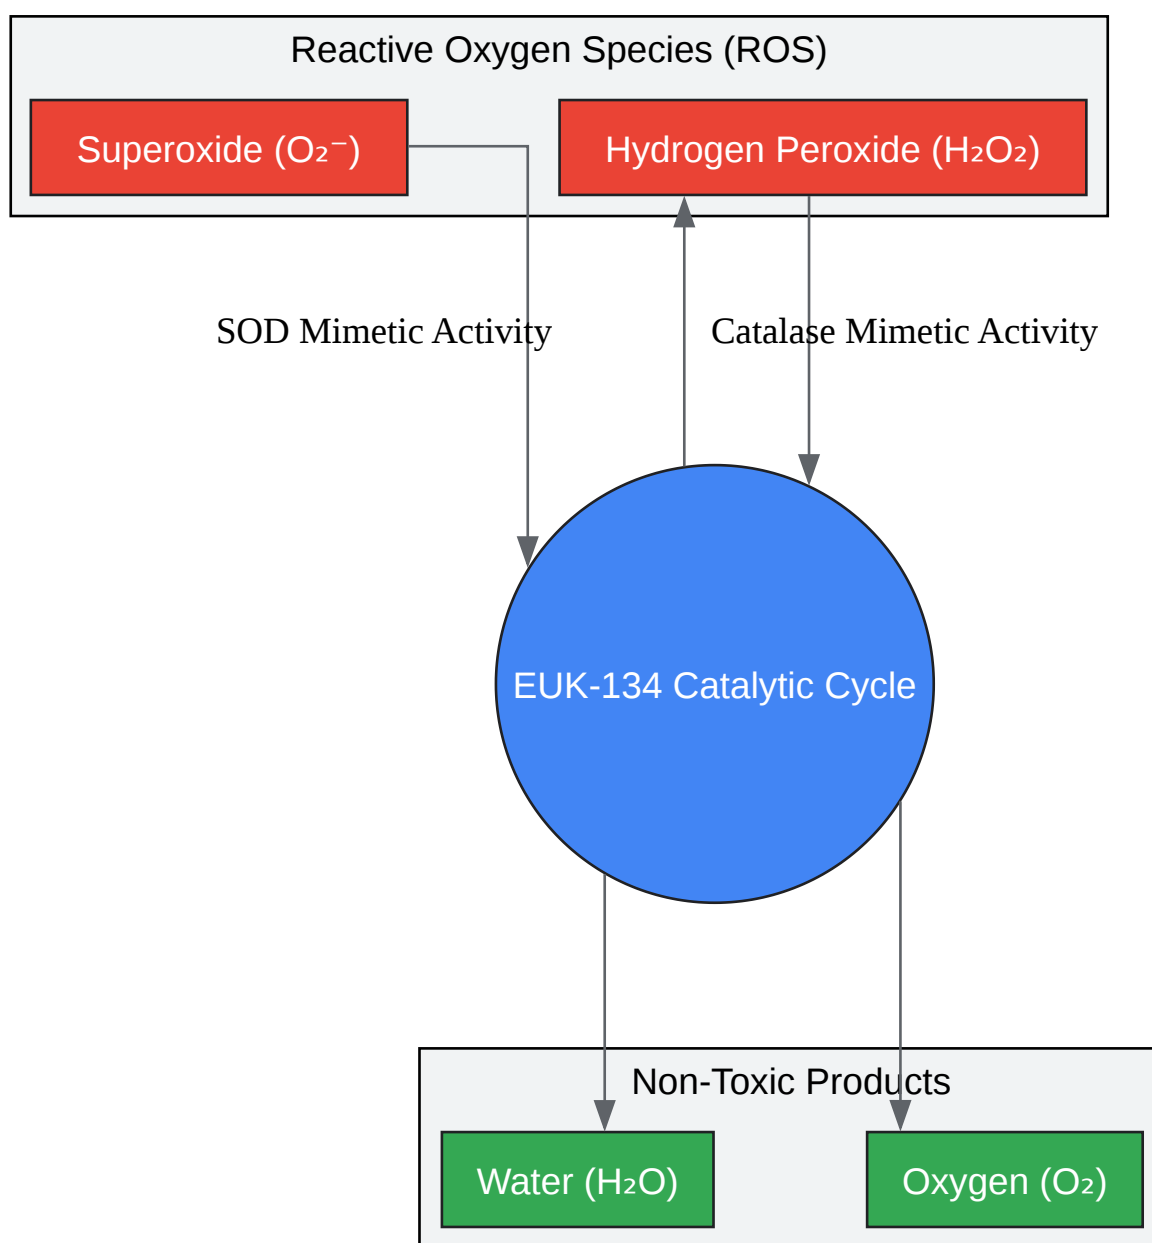 Reactive Oxygen Species (ROS)
Superoxide (O₂⁻)
Hydrogen Peroxide (H₂O₂)
SOD Mimetic Activity
Catalase Mimetic Activity
EUK-134 Catalytic Cycle
Non-Toxic Products
Water (H₂O)
Oxygen (O₂)